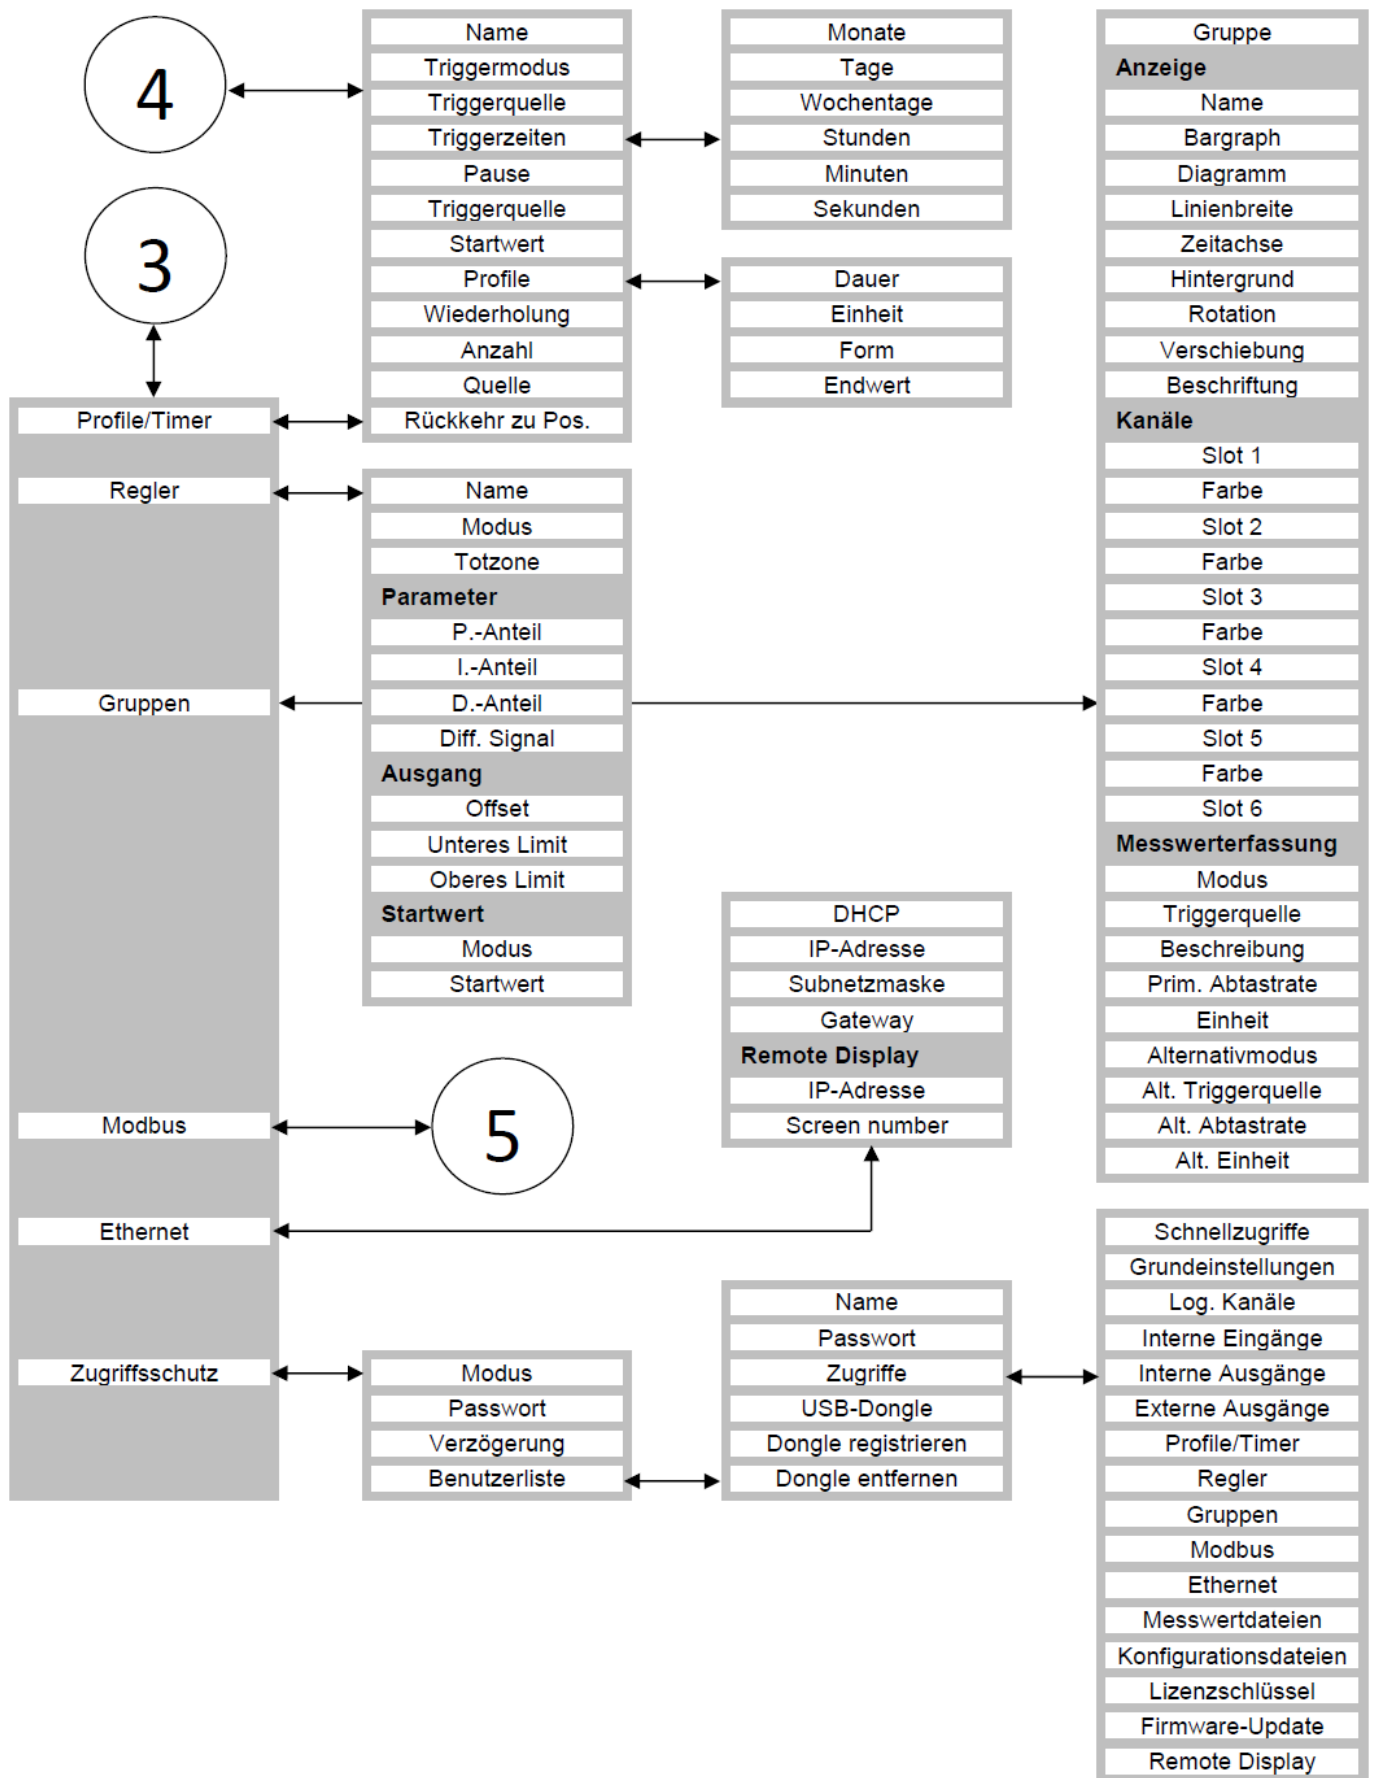 4
Name
Triggermodus
Triggerquelle
Triggerzeiten
Pause
Triggerquelle
Startwert
Profile
Wiederholung
Anzahl
Quelle
Rückkehr zu Pos.
Monate
Tage
Wochentage
Stunden
Minuten
Sekunden
Dauer
Einheit
Form
Endwert
3
Profile/Timer
Regler
Gruppen
Modbus
Ethernet
Zugriffsschutz
Name
Modus
Totzone
Parameter
P.-Anteil
I.-Anteil
D.-Anteil
Diff. Signal
Ausgang
Offset
Unteres Limit
Oberes Limit
Startwert
Modus
Startwert
5
Gruppe
Anzeige
Name
Bargraph
Diagramm
Linienbreite
Zeitachse
Hintergrund
Rotation
Verschiebung
Beschriftung
Kanäle
Slot 1
Farbe
Slot 2
Farbe
Slot 3
Farbe
Slot 4
Farbe
Slot 5
Farbe
Slot 6
Messwerterfassung
Modus
Triggerquelle
Beschreibung
Prim. Abtastrate
Einheit
Alternativmodus
Alt. Triggerquelle
Alt. Abtastrate
Alt. Einheit
DHCP
IP-Adresse
Subnetzmaske
Gateway
Remote Display
IP-Adresse
Screen number
Modus
Passwort
Verzögerung
Benutzerliste
Name
Passwort
Zugriffe
USB-Dongle
Dongle registrieren
Dongle entfernen
Schnellzugriffe
Grundeinstellungen
Log. Kanäle
Interne Eingänge
Interne Ausgänge
Externe Ausgänge
Profile/Timer
Regler
Gruppen
Modbus
Ethernet
Messwertdateien
Konfigurationsdateien
Lizenzschlüssel
Firmware-Update
Remote Display